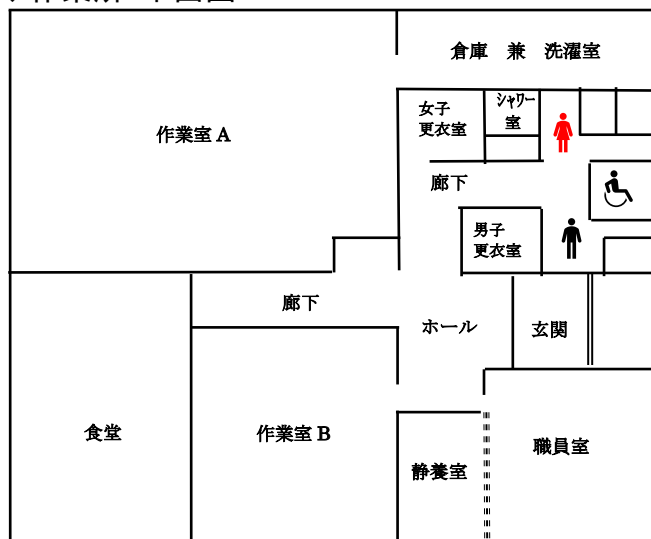 倉庫 兼 洗濯室
女子
更衣室
シャワー
室
作業室 A
廊下
男子
更衣室
廊下
ホール
玄関
食堂
作業室 B
職員室
静養室